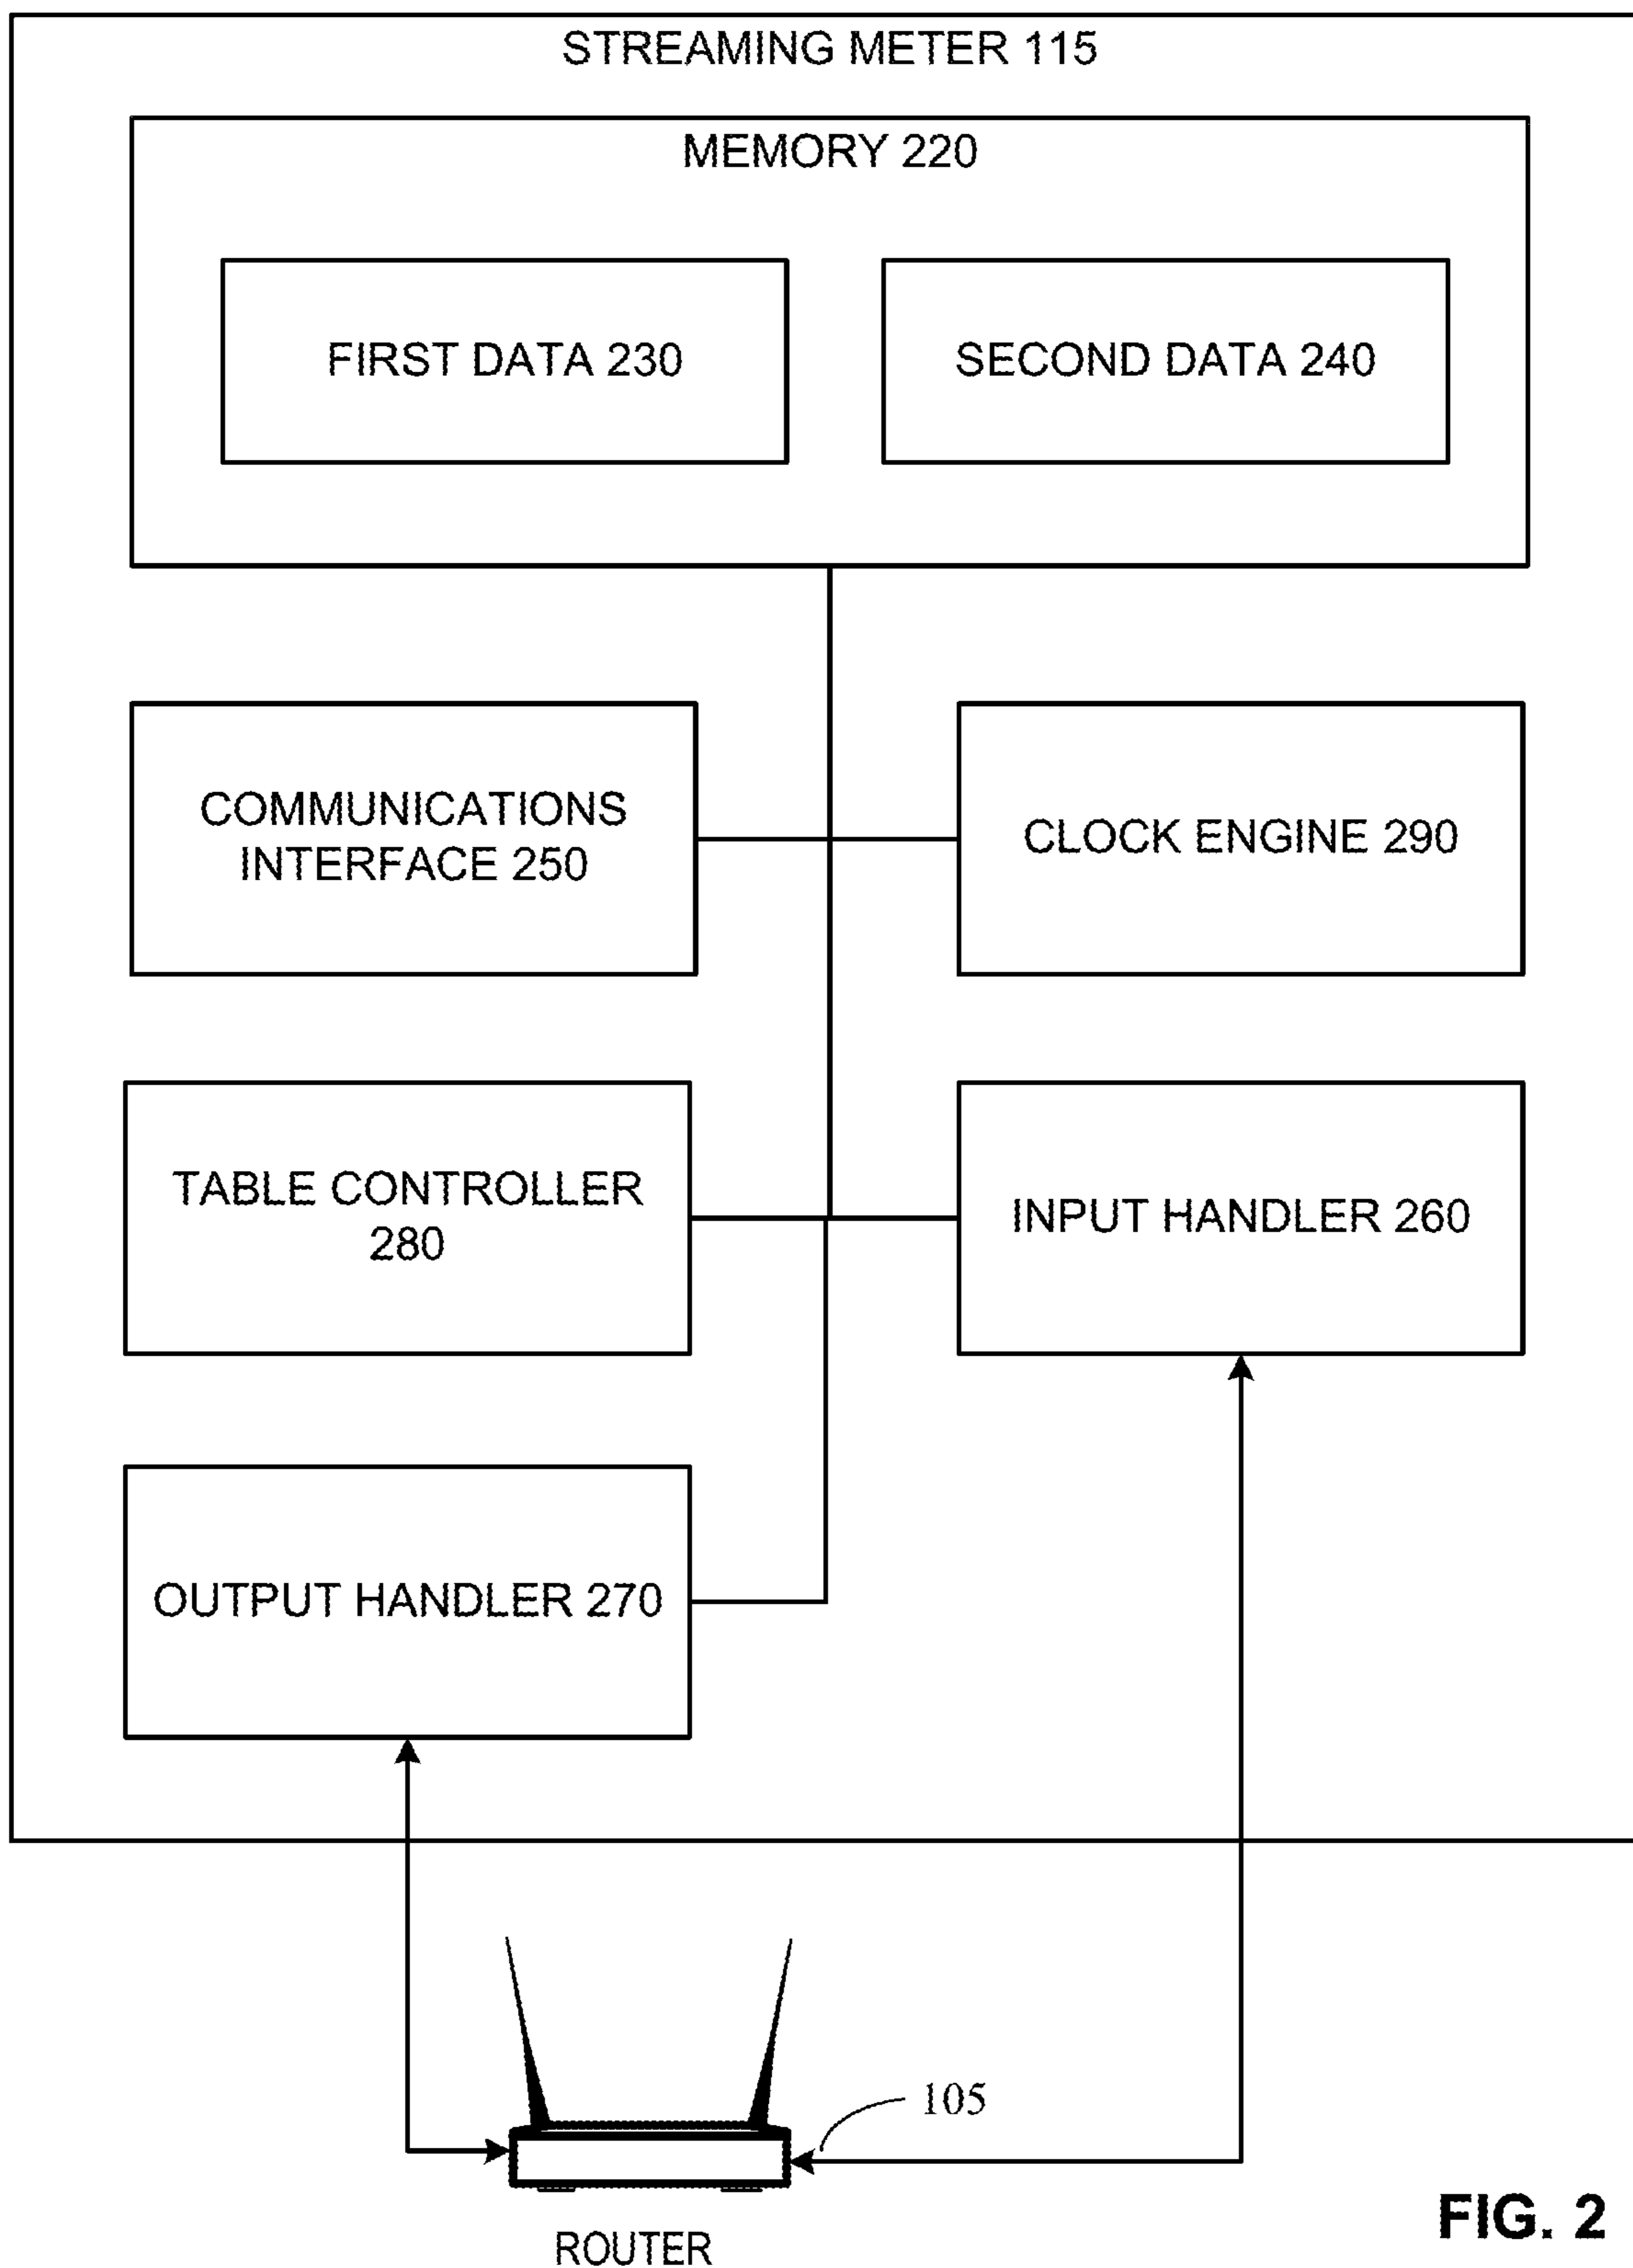 STREAMING METER 115
MEMORY 220
FIRST DATA 230
SECOND DATA 240
COMMUNICATIONS
INTERFACE 250
CLOCK ENGINE 290
TABLE CONTROLLER
280
INPUT HANDLER 260
OUTPUT HANDLER 270
105
ROUTER
FIG. 2